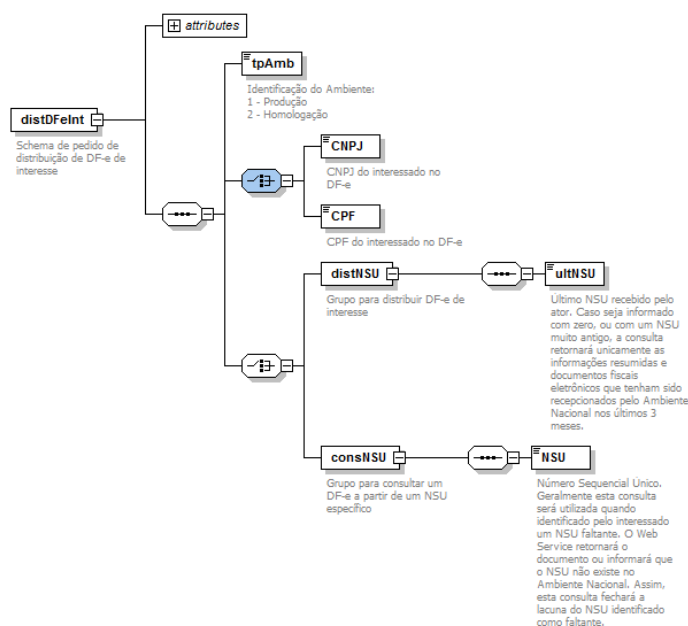 attributes
tpAmb
Identificação do Ambiente:
1 - Produção
2 - Homologação
distDFeInt
Schema de pedido de
distribuição de DF-e de
interesse
CNPJ
CNPJ do interessado no
DF-e
CPF
CPF do interessado no DF-e
distNSU
Grupo para distribuir DF-e de
interesse
ultNSU
Último NSU recebido pelo
ator. Caso seja informado
com zero, ou com um NSU
muito antigo, a consulta
retornará unicamente as
informações resumidas e
documentos fiscais
eletrônicos que tenham sido
recepcionados pelo Ambiente
Nacional nos últimos 3
meses.
consNSU
Grupo para consultar um
DF-e a partir de um NSU
específico
NSU
Número Sequencial Único.
Geralmente esta consulta
será utilizada quando
identificado pelo interessado
um NSU faltante. O Web
Service retornará o
documento ou informará que
o NSU não existe no
Ambiente Nacional. Assim,
esta consulta fechará a
lacuna do NSU identificado
como faltante.